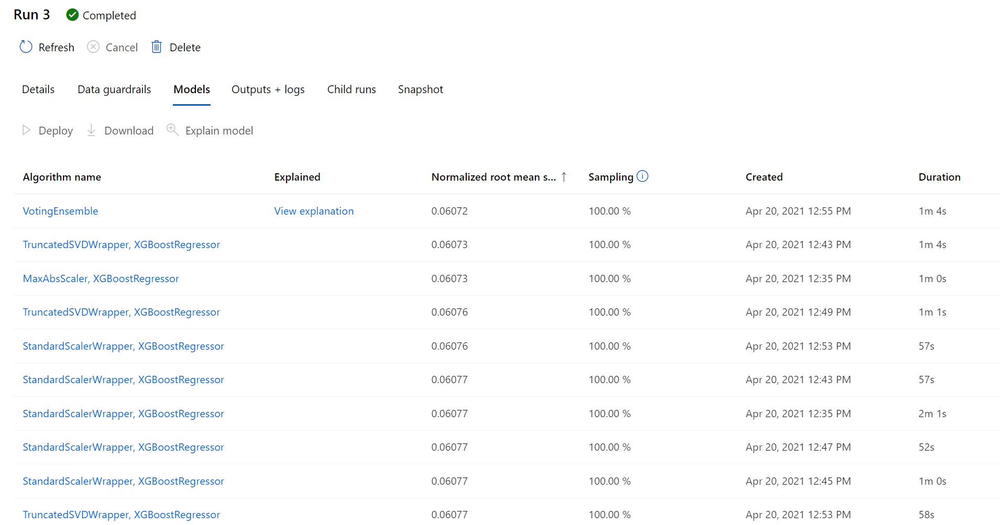 Run 3 Completed
Refresh Cancel Delete
Details Data guardrails Models Outputs + logs Child runs Snapshot
Deploy Download Explain model
Algorithm name Explained Normalized root mean s... ↑ Sampling Created Duration
VotingEnsemble View explanation 0.06072 100.00 % Apr 20, 2021 12:55 PM 1m 4s
TruncatedSVDWrapper, XGBoostRegressor 0.06073 100.00 % Apr 20, 2021 12:43 PM 1m 4s
MaxAbsScaler, XGBoostRegressor 0.06073 100.00 % Apr 20, 2021 12:35 PM 1m 0s
TruncatedSVDWrapper, XGBoostRegressor 0.06076 100.00 % Apr 20, 2021 12:49 PM 1m 1s
StandardScalerWrapper, XGBoostRegressor 0.06076 100.00 % Apr 20, 2021 12:53 PM 57s
StandardScalerWrapper, XGBoostRegressor 0.06077 100.00 % Apr 20, 2021 12:43 PM 57s
StandardScalerWrapper, XGBoostRegressor 0.06077 100.00 % Apr 20, 2021 12:35 PM 2m 1s
StandardScalerWrapper, XGBoostRegressor 0.06077 100.00 % Apr 20, 2021 12:47 PM 52s
StandardScalerWrapper, XGBoostRegressor 0.06077 100.00 % Apr 20, 2021 12:45 PM 1m 0s
TruncatedSVDWrapper, XGBoostRegressor 0.06077 100.00 % Apr 20, 2021 12:53 PM 58s